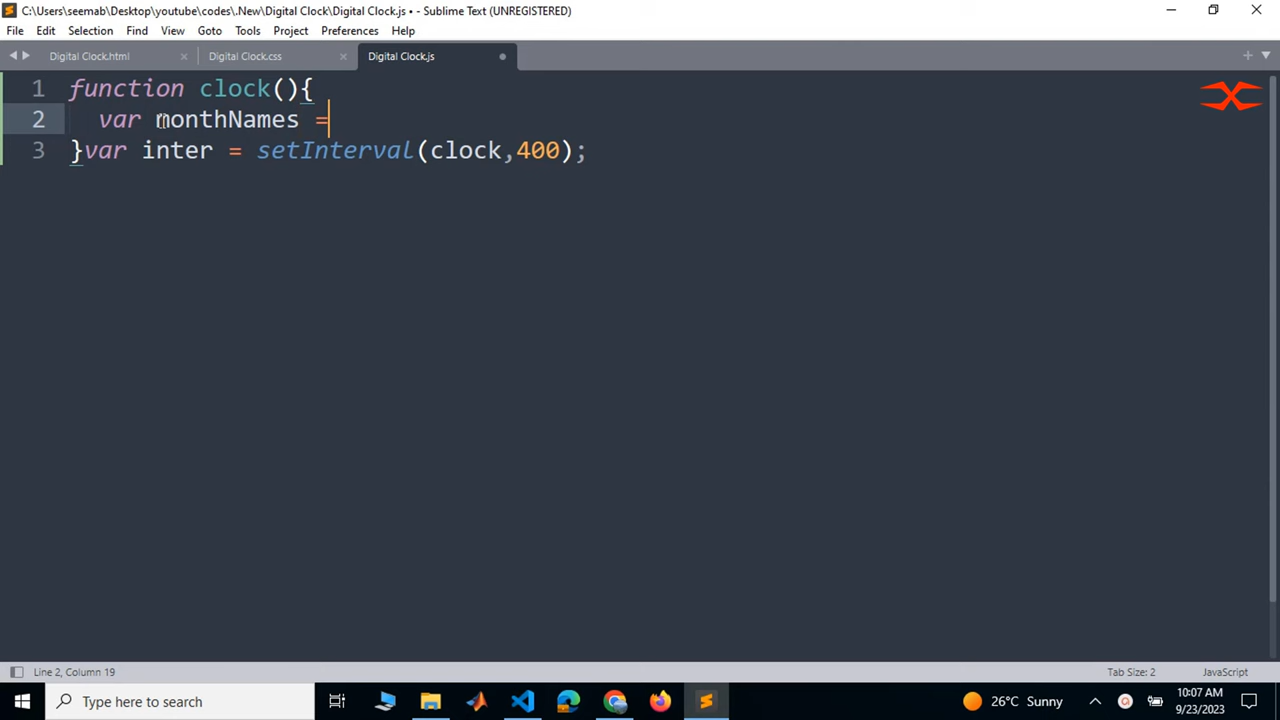 C:\Users\seemab\Desktop\youtube\codes\.New\Digital Clock\Digital Clock.js • - Sublime Text (UNREGISTERED)
File Edit Selection Find View Goto Tools Project Preferences Help
Digital Clock.html Digital Clock.css Digital Clock.js
1 function clock(){
2 var monthNames =
3 }var inter = setInterval(clock,400);
Line 2, Column 19 Tab Size: 2 JavaScript
Type here to search 26°C Sunny 10:07 AM
9/23/2023